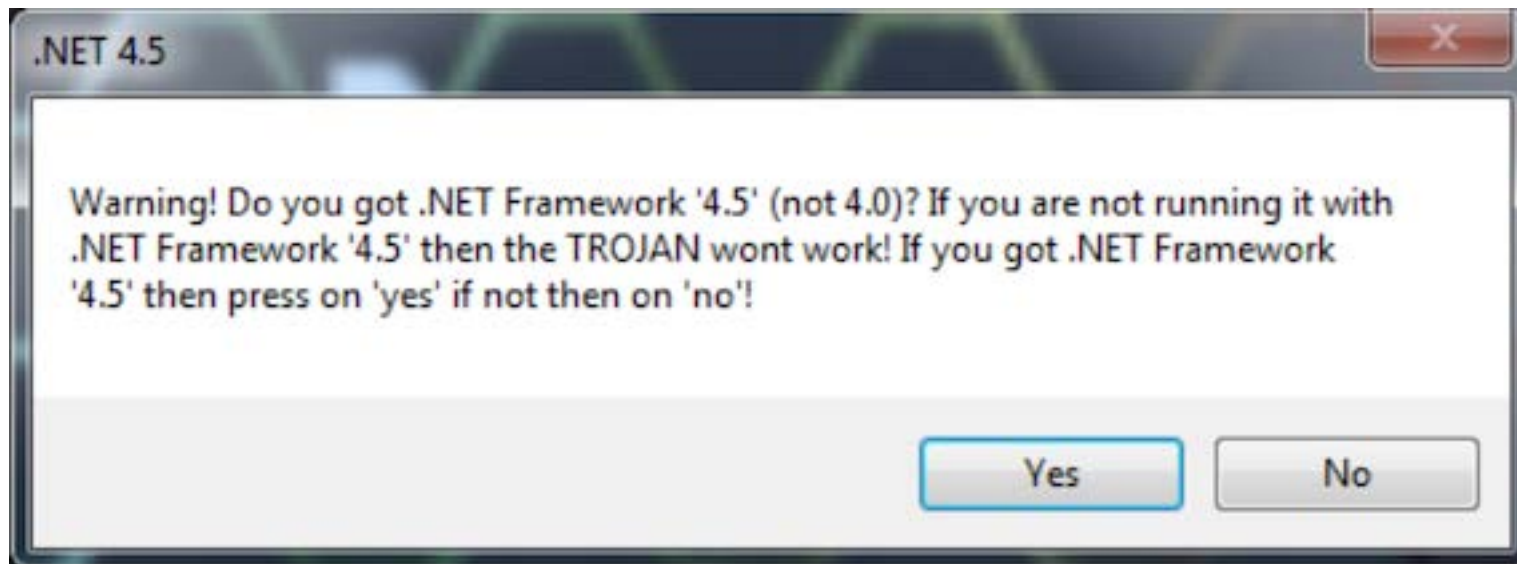 .NET 4.5
Warning! Do you got .NET Framework '4.5' (not 4.0)? If you are not running it with
.NET Framework '4.5' then the TROJAN wont work! If you got .NET Framework
'4.5' then press on 'yes' if not then on 'no'!
Yes No